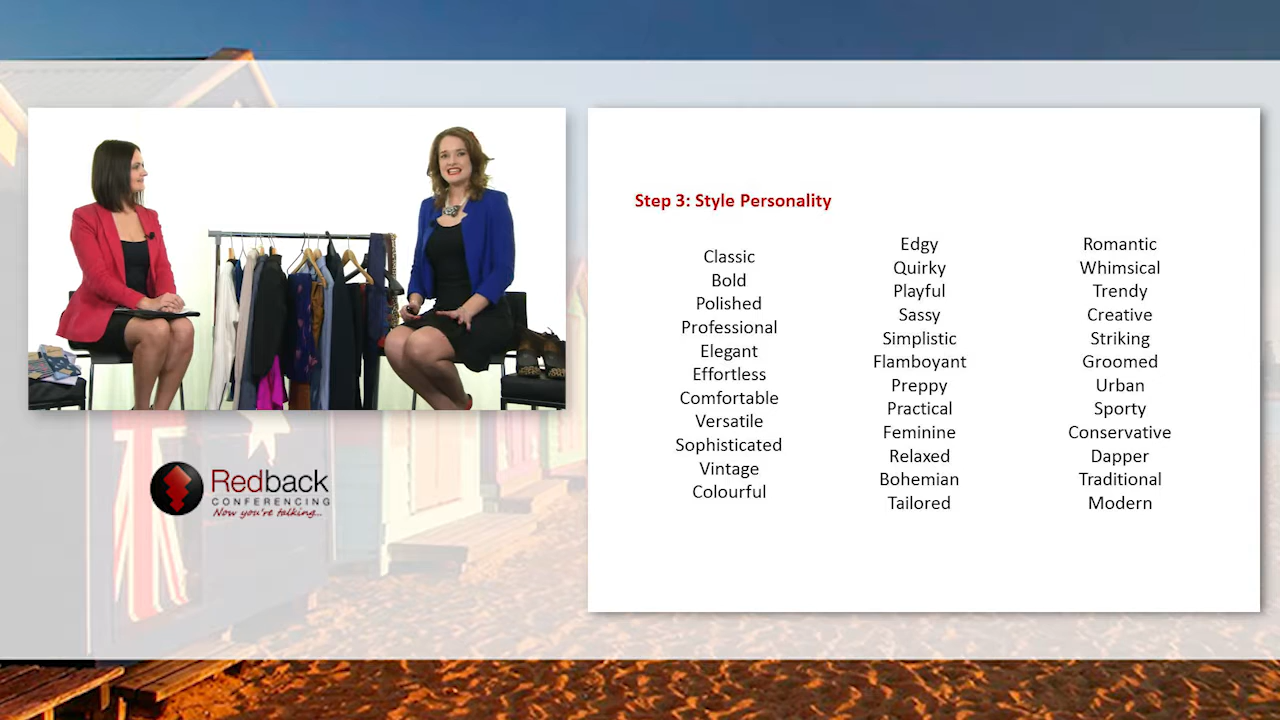 Step 3: Style Personality
Classic
Bold
Polished
Professional
Elegant
Effortless
Comfortable
Versatile
Sophisticated
Vintage
Colourful
Edgy
Quirky
Playful
Sassy
Simplistic
Flamboyant
Preppy
Practical
Feminine
Relaxed
Bohemian
Tailored
Romantic
Whimsical
Trendy
Creative
Striking
Groomed
Urban
Sporty
Conservative
Dapper
Traditional
Modern
Redback
CONFERENCING
Now you're talking...